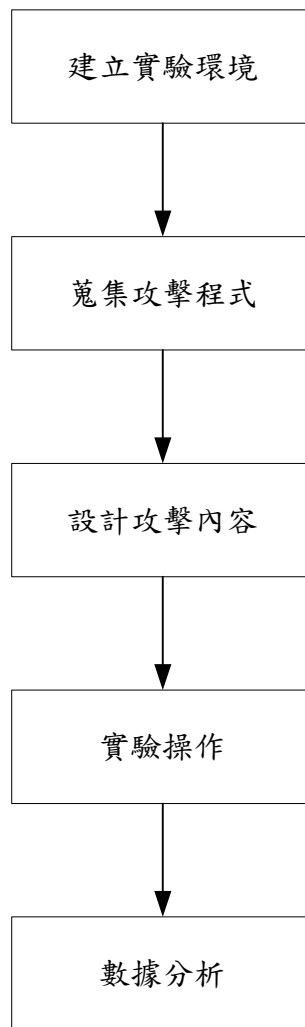 建立實驗環境
蒐集攻擊程式
設計攻擊內容
實驗操作
數據分析